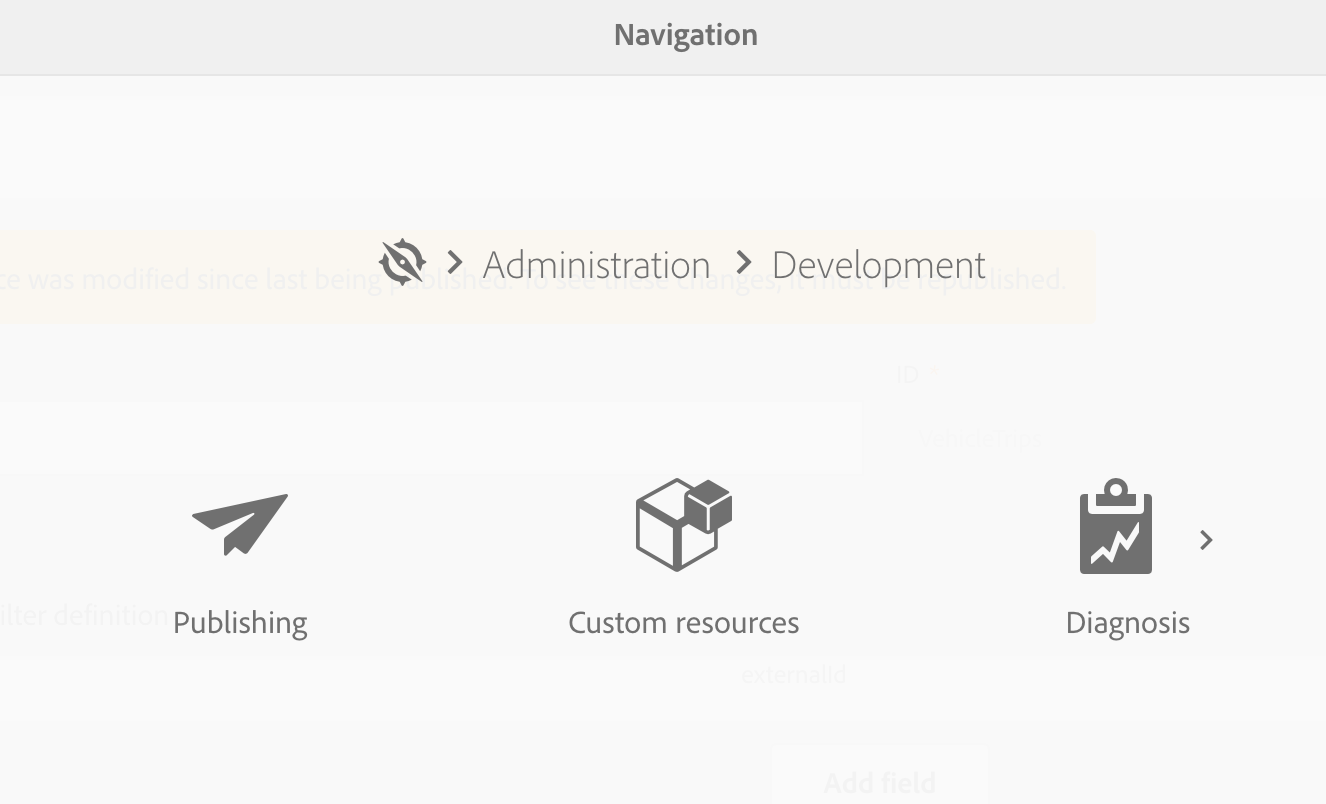 Navigation
Administration Development
ce was modified since last being published. To see these changes, it must be republished.
ID *
Publishing
Custom resources
Diagnosis
ilter definition
externalid
Add field